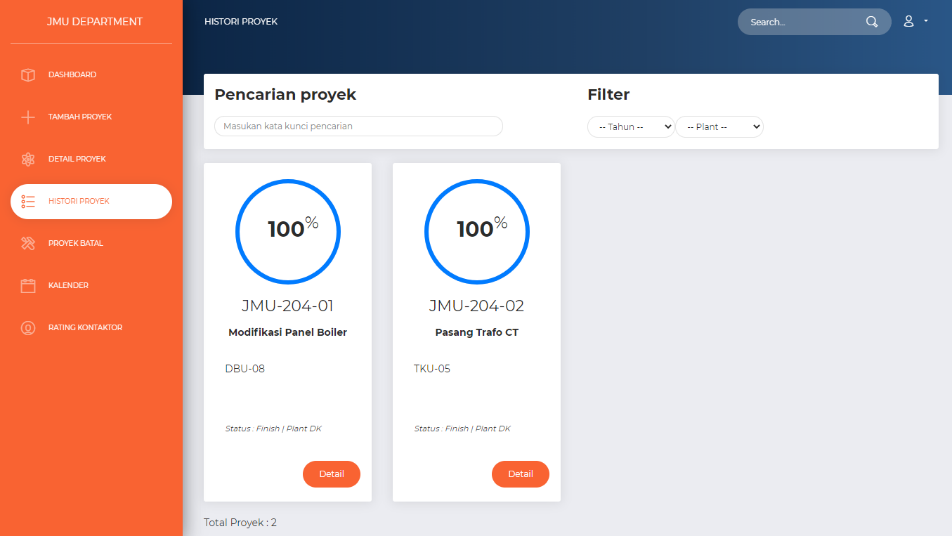 JMU DEPARTMENT
DASHBOARD
TAMBAH PROYEK
DETAIL PROYEK
HISTORI PROYEK
PROYEK BATAL
KALENDER
RATING KONTAKTOR
HISTORI PROYEK
Search...
Pencarian proyek
Masukan kata kunci pencarian
Filter
-- Tahun --
-- Plant --
100%
JMU-204-01
Modifikasi Panel Boiler
DBU-08
Status : Finish | Plant DK
Detail
100%
JMU-204-02
Pasang Trafo CT
TKU-05
Status : Finish | Plant DK
Detail
Total Proyek : 2